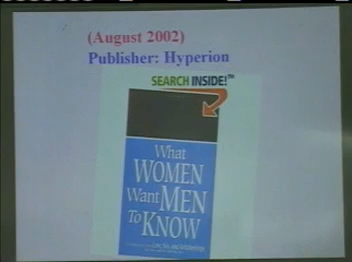 (August 2002)
Publisher: Hyperion
SEARCH INSIDE!™
What
WOMEN
Want MEN
To KNOW